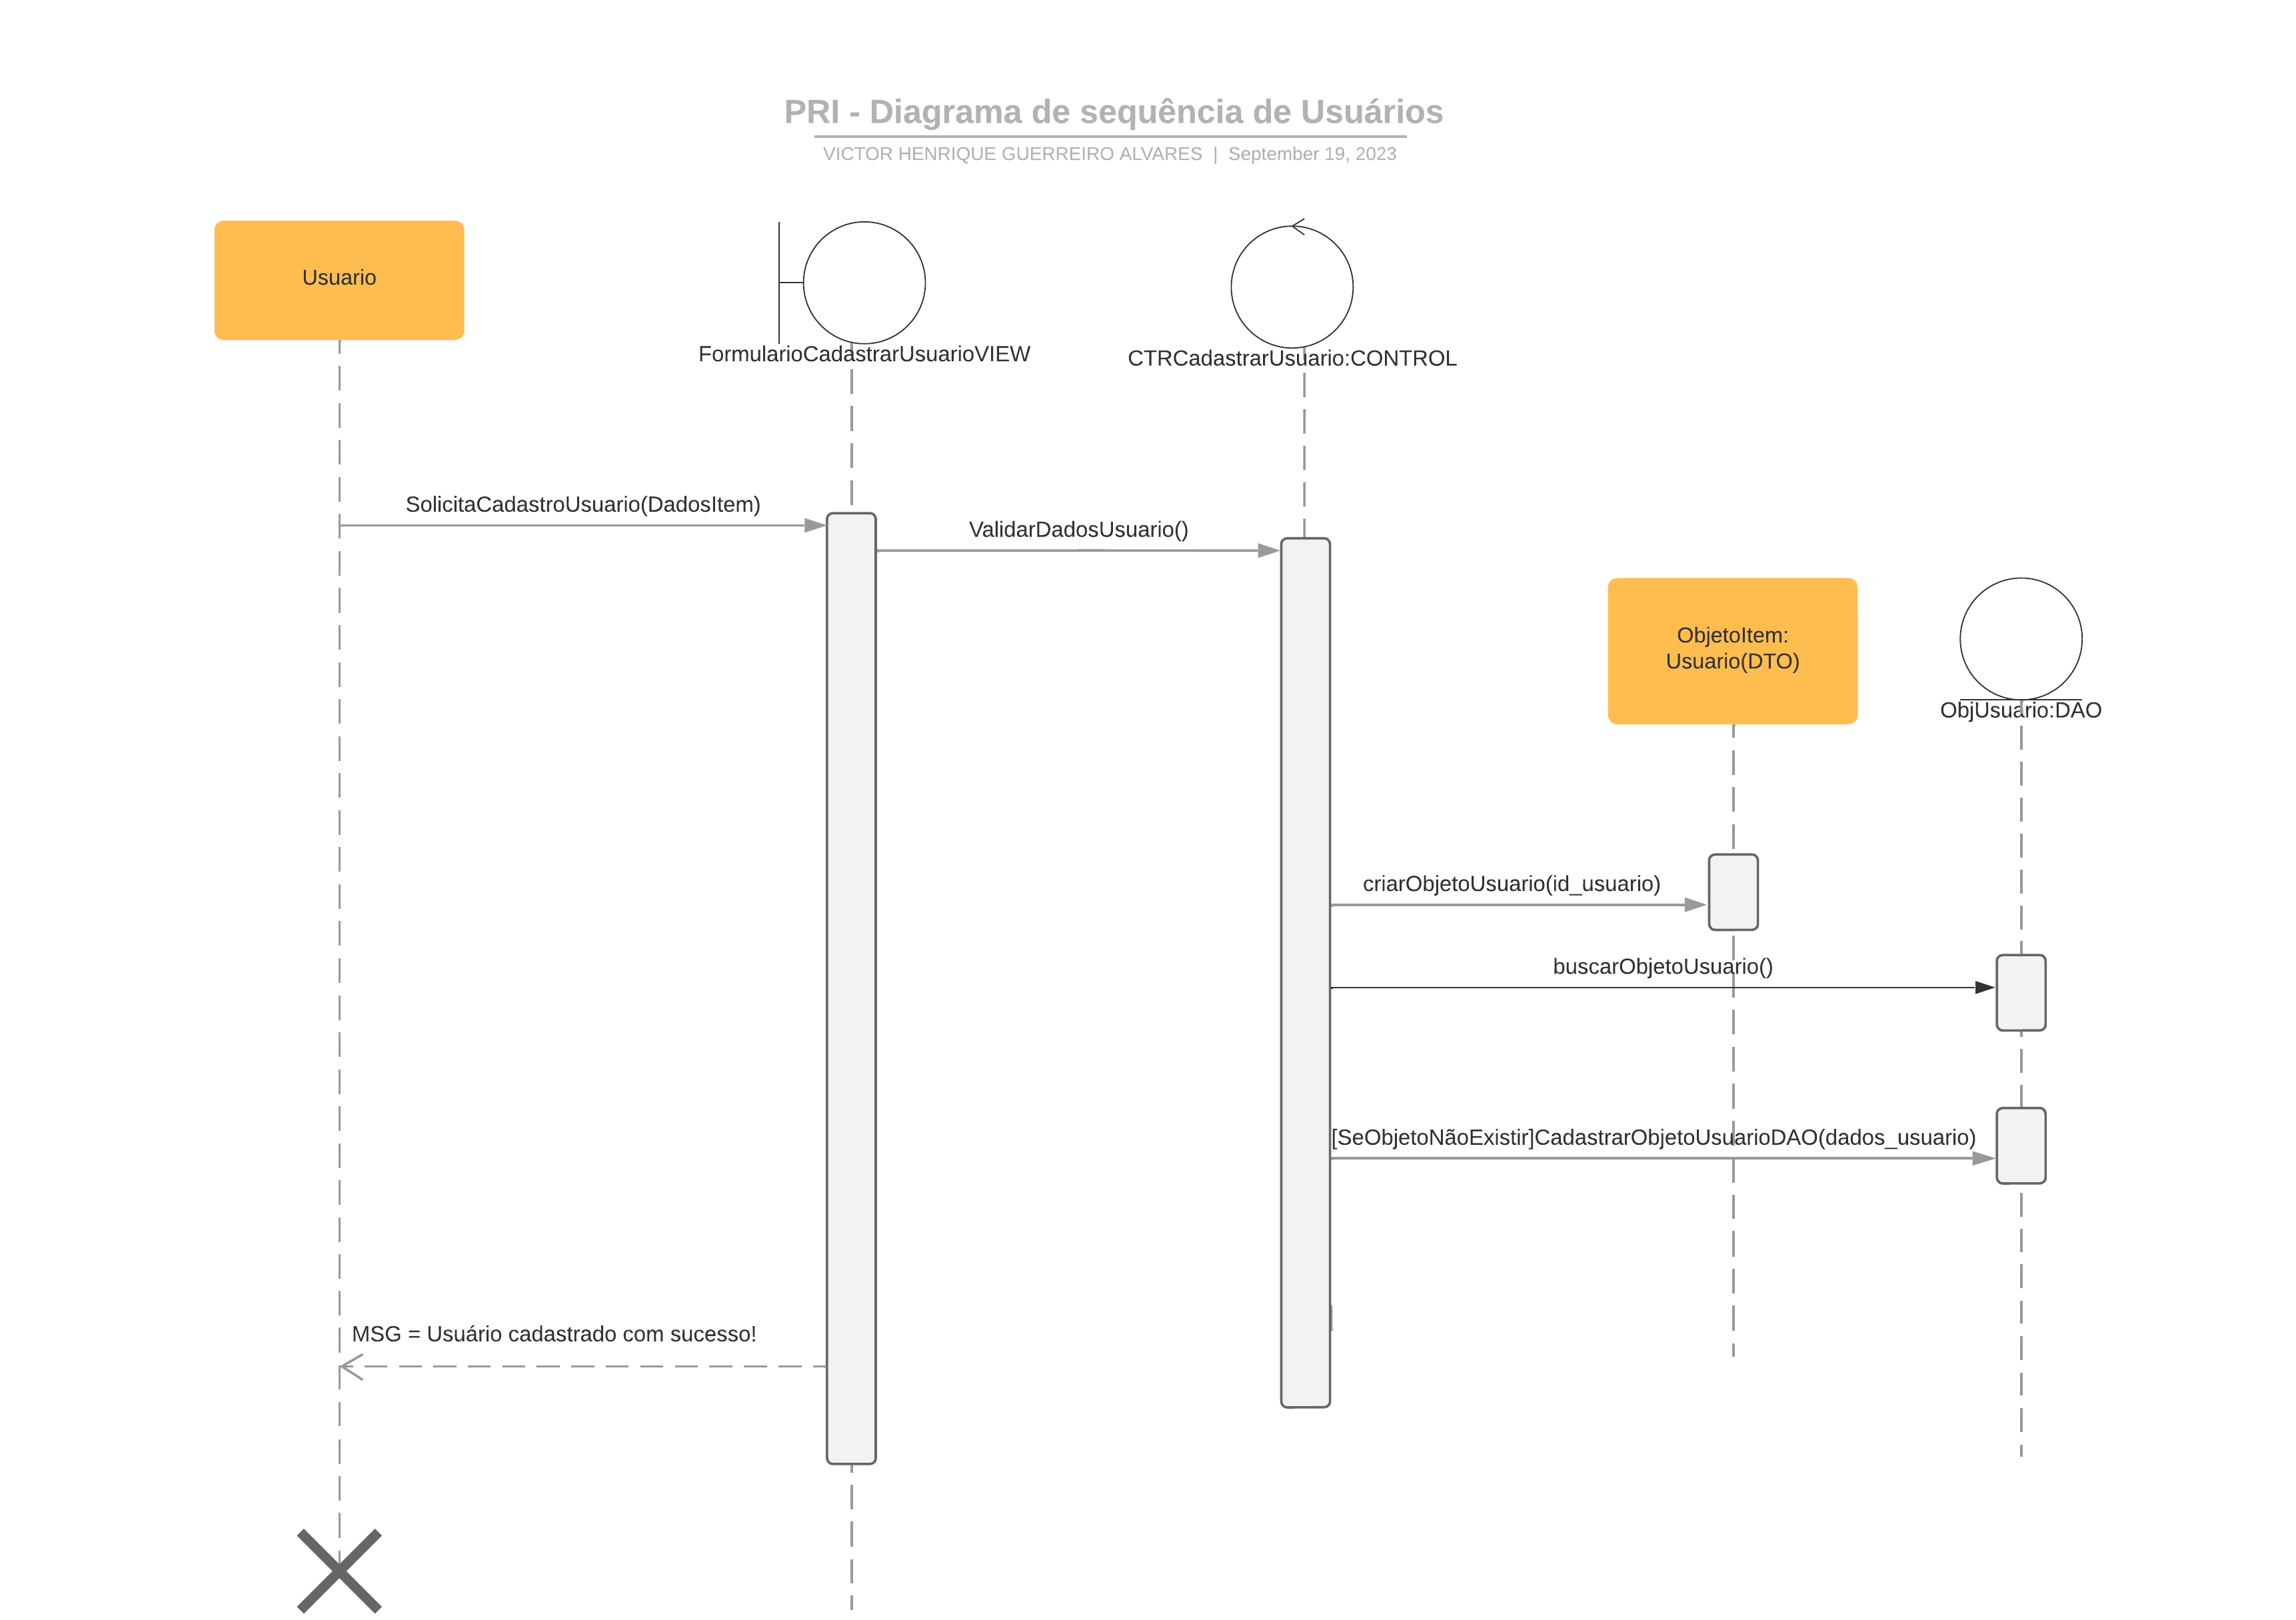 PRI - Diagrama de sequência de Usuários
VICTOR HENRIQUE GUERREIRO ALVARES | September 19, 2023
Usuario
FormularioCadastrarUsuarioVIEW
CTRCadastrarUsuario:CONTROL
SolicitaCadastroUsuario(DadosItem)
ValidarDadosUsuario()
ObjetoItem:
Usuario(DTO)
ObjUsuario:DAO
criarObjetoUsuario(id_usuario)
buscarObjetoUsuario()
[SeObjetoNãoExistir]CadastrarObjetoUsuarioDAO(dados_usuario)
MSG = Usuário cadastrado com sucesso!